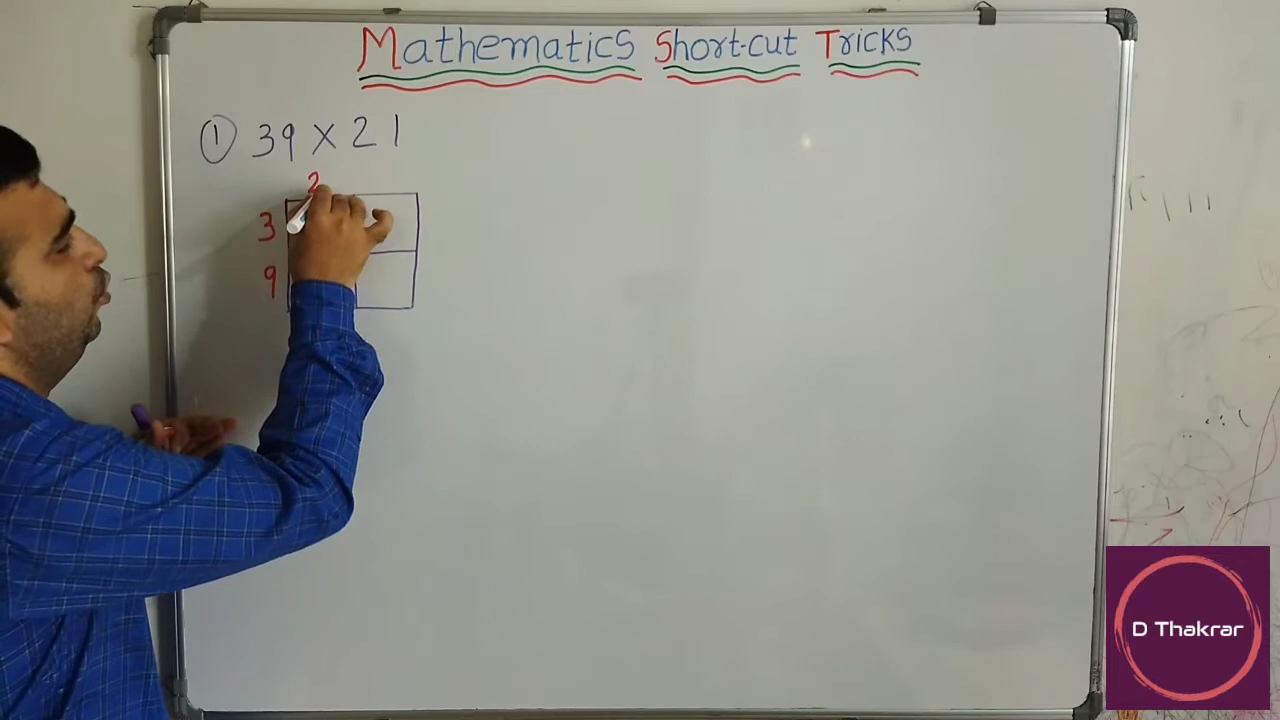 Mathematics Short-cut Tricks
① 39 X 21
2
3
9
D Thakrar